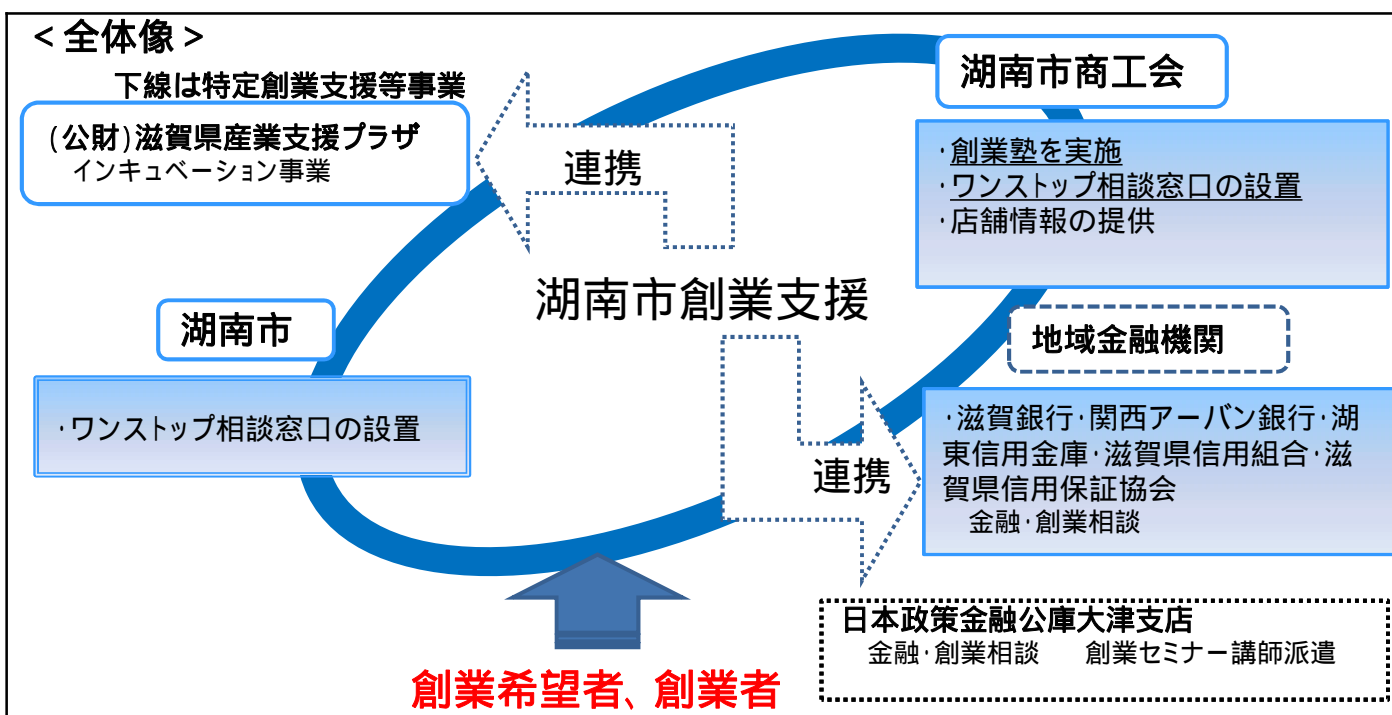 <全体像>
下線は特定創業支援等事業
(公財)滋賀県産業支援プラザ
インキュベーション事業
連携
湖南市商工会
・創業塾を実施
・ワンストップ相談窓口の設置
・店舗情報の提供
湖南市創業支援
湖南市
・ワンストップ相談窓口の設置
地域金融機関
・滋賀銀行・関西アーバン銀行・湖
東信用金庫・滋賀県信用組合・滋
賀県信用保証協会
金融・創業相談
連携
日本政策金融公庫大津支店
金融・創業相談 創業セミナー講師派遣
創業希望者、創業者